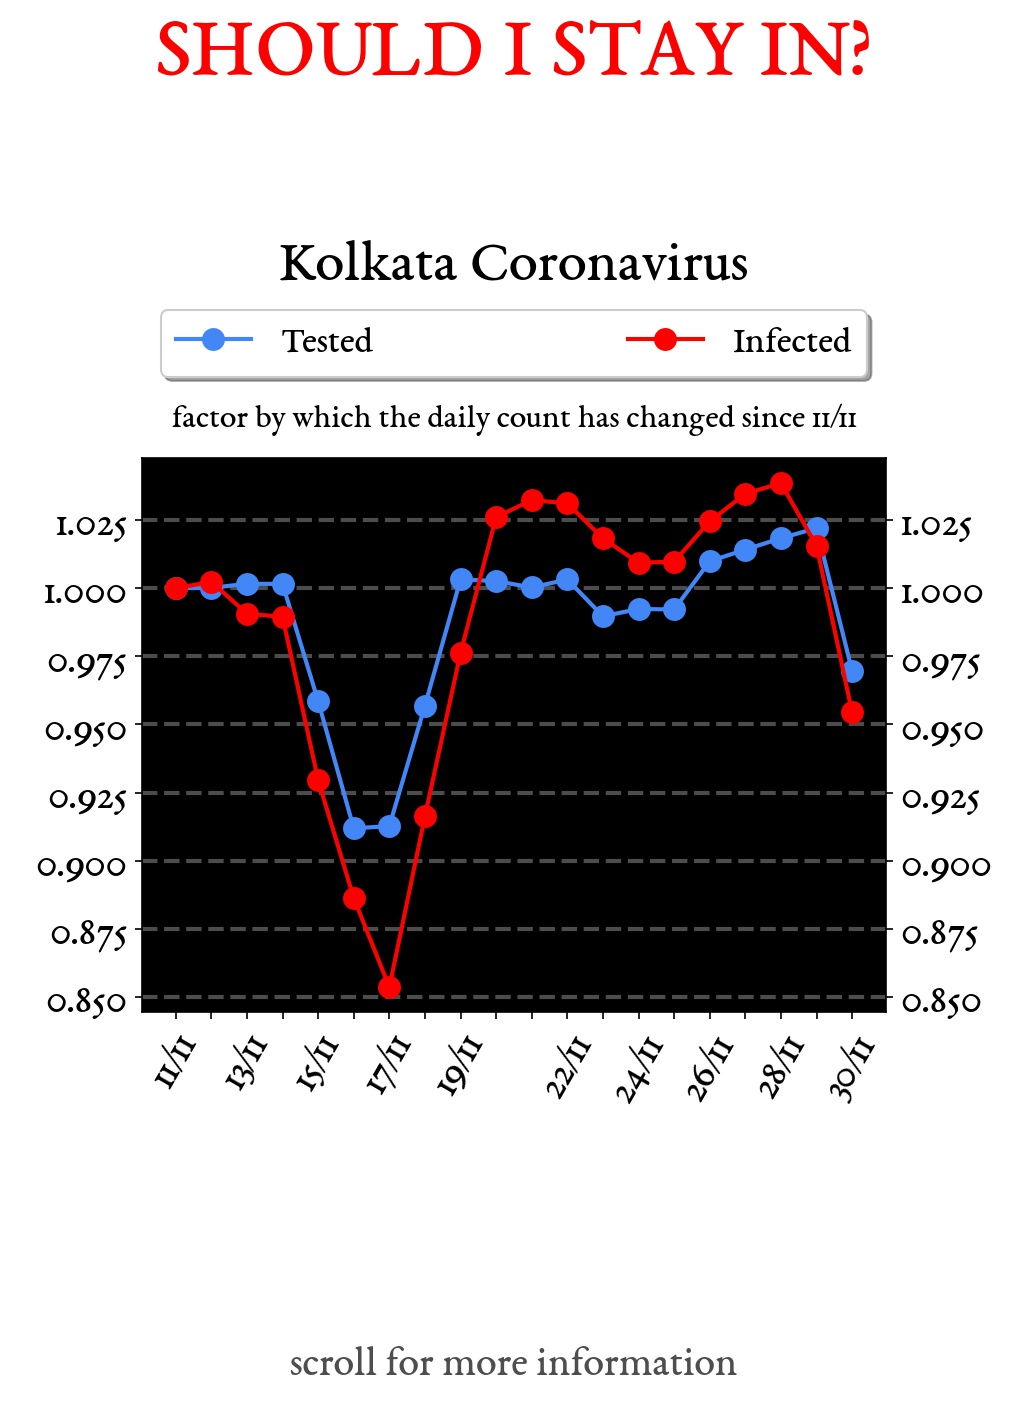 SHOULD I STAY IN?
Kolkata Coronavirus
Tested Infected
factor by which the daily count has changed since 11/11
1.025 1.025
1.000 1.000
0.975 0.975
0.950 0.950
0.925 0.925
0.900 0.900
0.875 0.875
0.850 0.850
11/11 13/11 15/11 17/11 19/11 22/11 24/11 26/11 28/11 30/11
scroll for more information